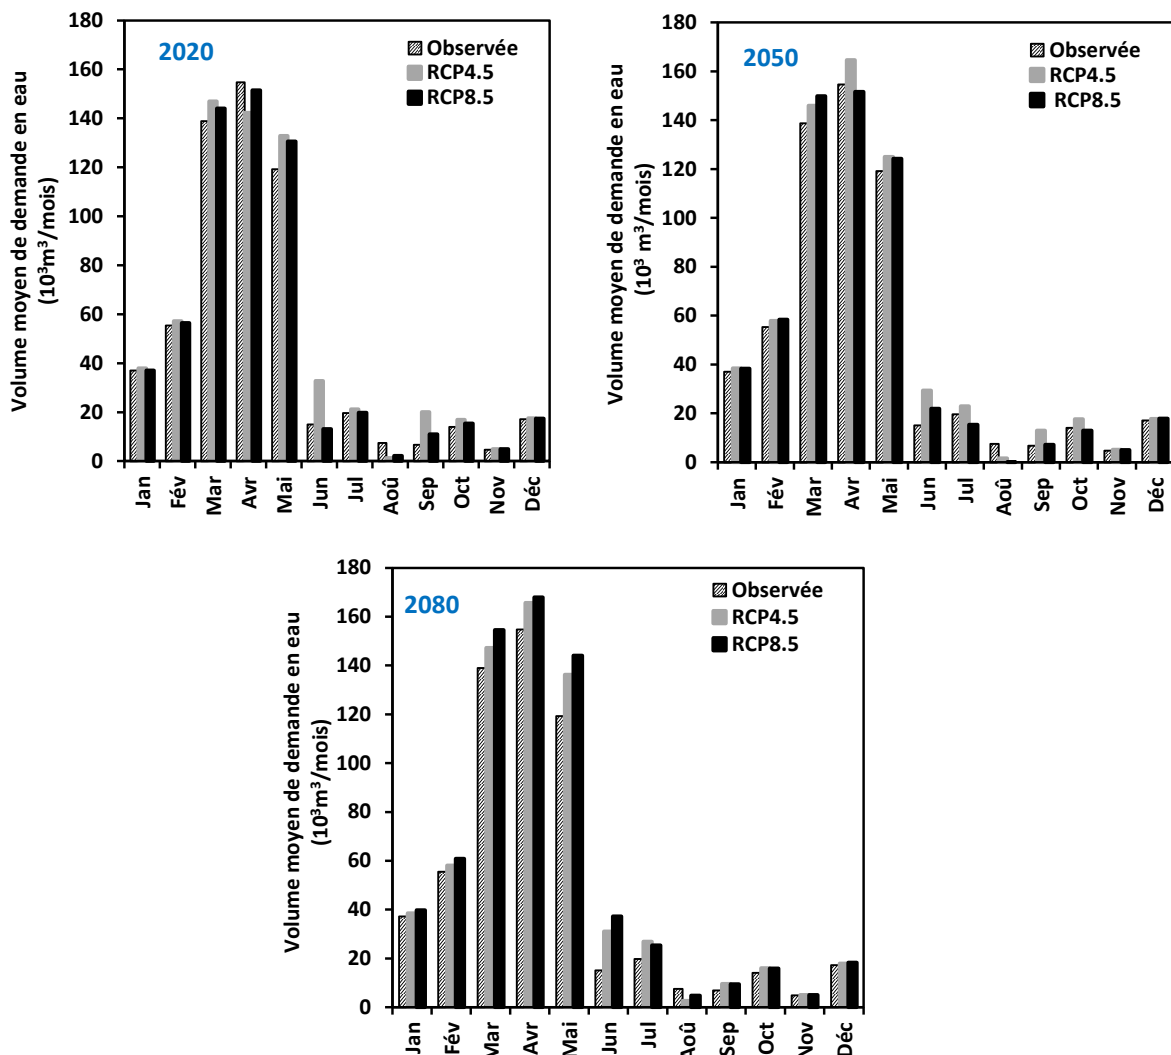 2020
Observée
RCP4.5
RCP8.5
Volume moyen de demande en eau
(10³m³/mois)
180
160
140
120
100
80
60
40
20
0
Jan
Fév
Mar
Avr
Mai
Jun
Jul
Aoû
Sep
Oct
Nov
Déc
2050
Observée
RCP4.5
RCP8.5
Volume moyen de demande en eau
(10³ m³/mois)
180
160
140
120
100
80
60
40
20
0
Jan
Fév
Mar
Avr
Mai
Jun
Jul
Aoû
Sep
Oct
Nov
Déc
2080
Observée
RCP4.5
RCP8.5
Volume moyen de demande en eau
(10³m³/mois)
180
160
140
120
100
80
60
40
20
0
Jan
Fév
Mar
Avr
Mai
Jun
Jul
Aoû
Sep
Oct
Nov
Déc